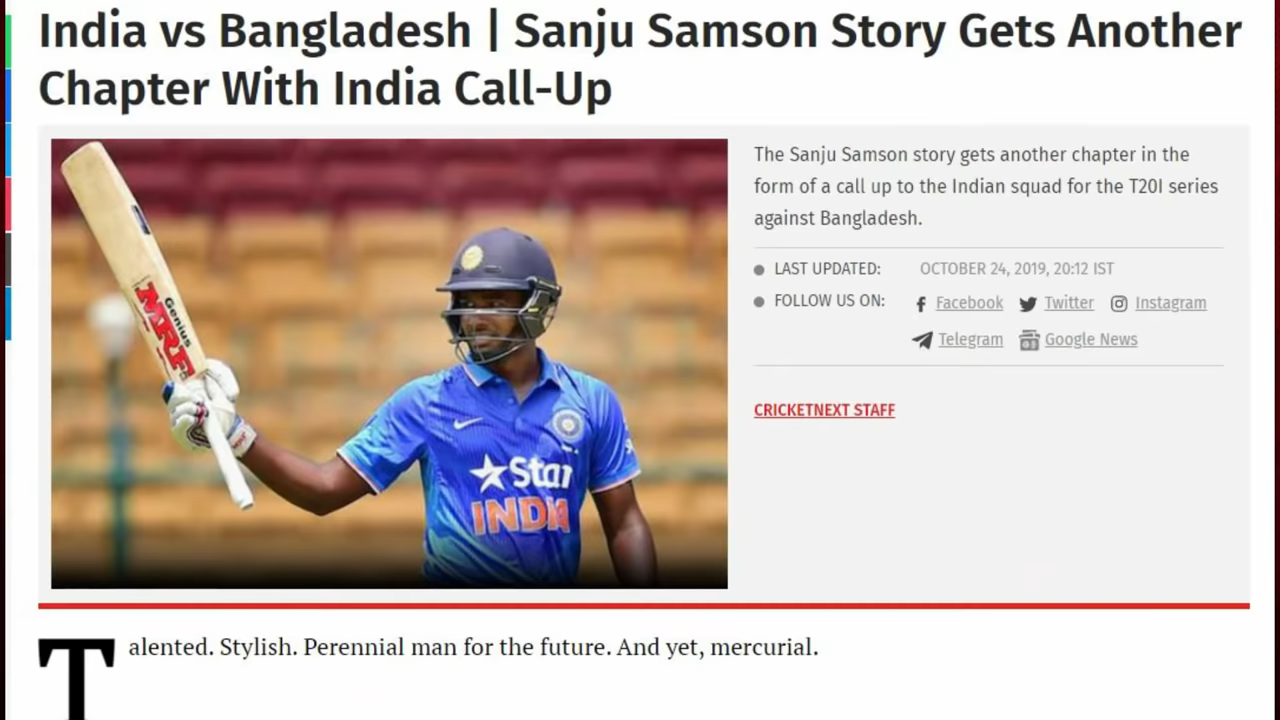 India vs Bangladesh | Sanju Samson Story Gets Another
Chapter With India Call-Up
The Sanju Samson story gets another chapter in the
form of a call up to the Indian squad for the T20I series
against Bangladesh.
LAST UPDATED: OCTOBER 24, 2019, 20:12 IST
FOLLOW US ON: Facebook Twitter Instagram
Telegram Google News
CRICKETNEXT STAFF
Genius
MRF
Star
INDIA
Talented. Stylish. Perennial man for the future. And yet, mercurial.